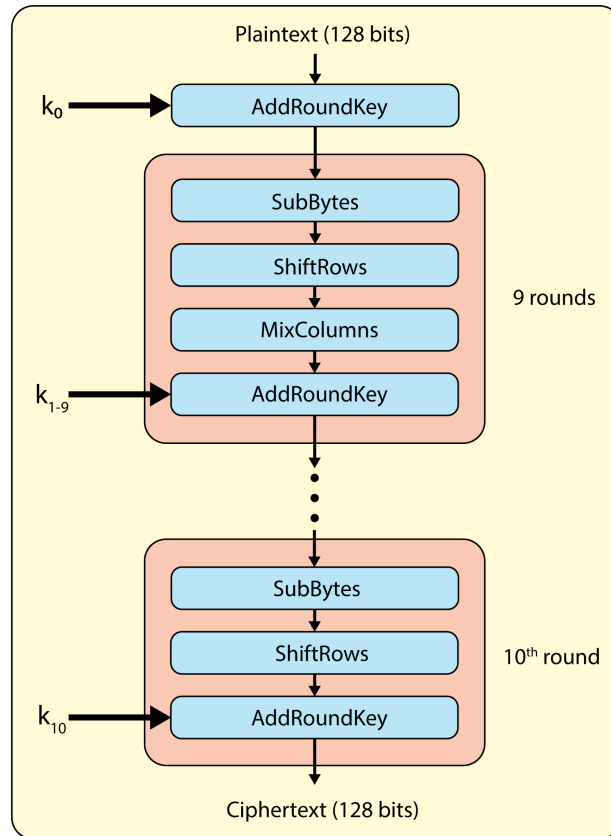 Plaintext (128 bits)
k₀
AddRoundKey
SubBytes
ShiftRows
9 rounds
MixColumns
k₁₋₉
AddRoundKey
SubBytes
ShiftRows
10ᵗʰ round
k₁₀
AddRoundKey
Ciphertext (128 bits)